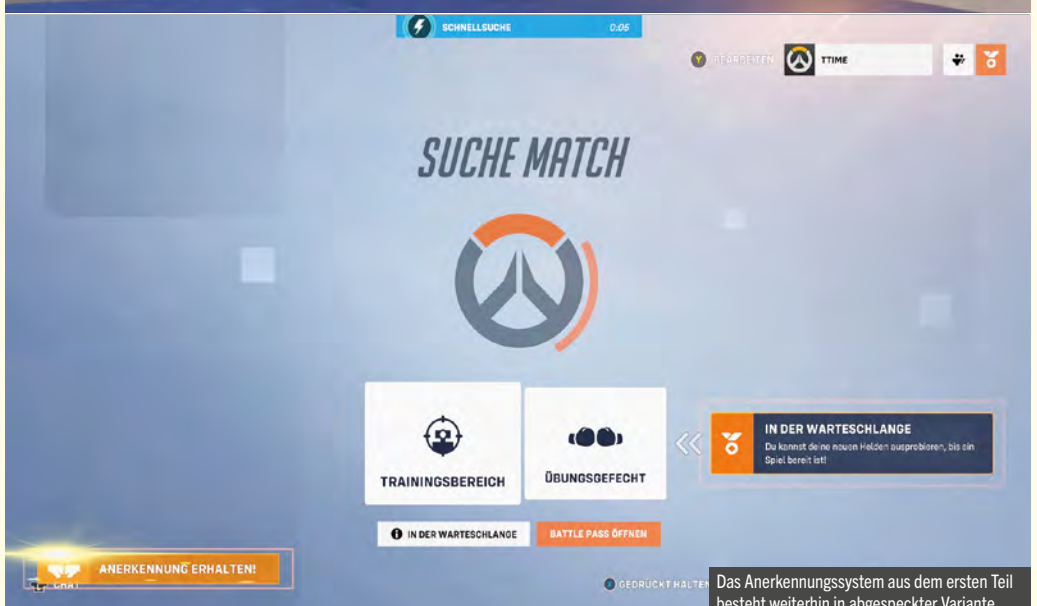 SCHNELLSUCHE 0:05
Y BEARBEITEN TTIME
SUCHE MATCH
TRAININGSBEREICH
ÜBUNGSGEFECHT
IN DER WARTESCHLANGE
Du kannst deine neuen Helden ausprobieren, bis ein
Spiel bereit ist!
IN DER WARTESCHLANGE
BATTLE PASS ÖFFNEN
ANERKENNUNG ERHALTEN!
CHAT
GEDRÜCKT HALTEN
Das Anerkennungssystem aus dem ersten Teil
besteht weiterhin in abgespeckter Variante